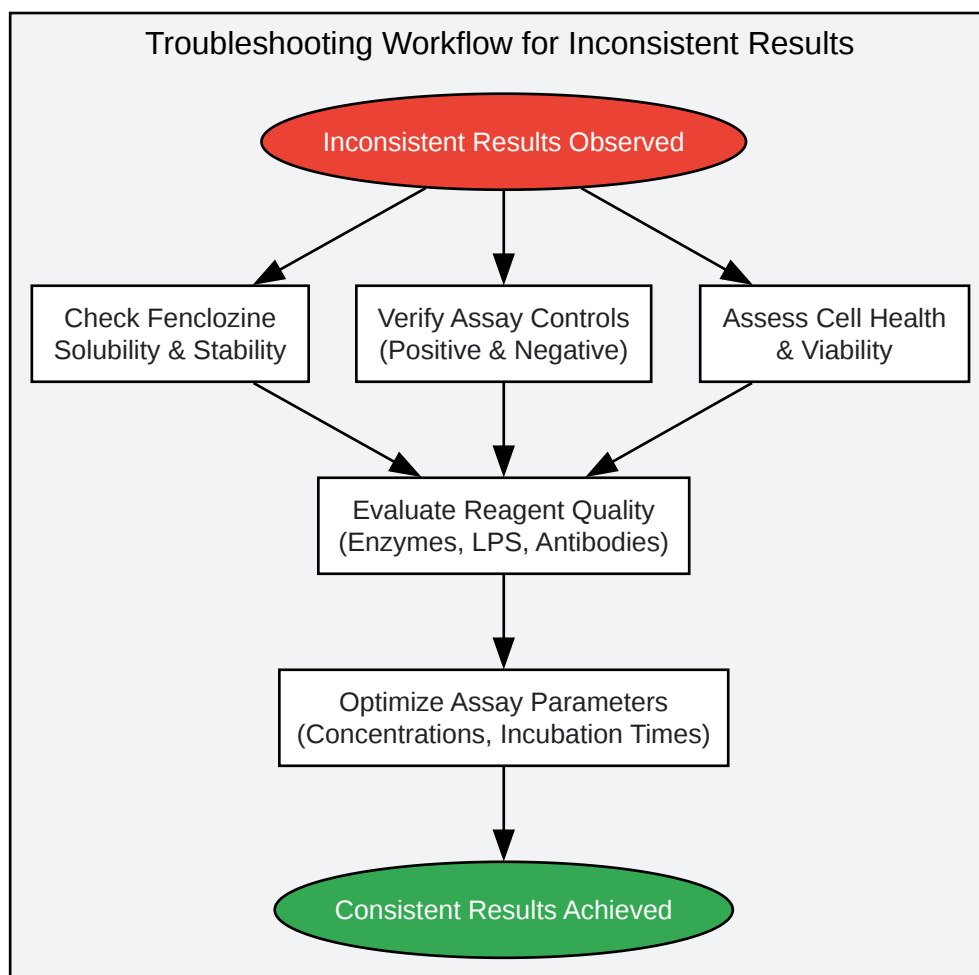 Troubleshooting Workflow for Inconsistent Results
Inconsistent Results Observed
Check Fenclozine
Solubility & Stability
Verify Assay Controls
(Positive & Negative)
Assess Cell Health
& Viability
Evaluate Reagent Quality
(Enzymes, LPS, Antibodies)
Optimize Assay Parameters
(Concentrations, Incubation Times)
Consistent Results Achieved